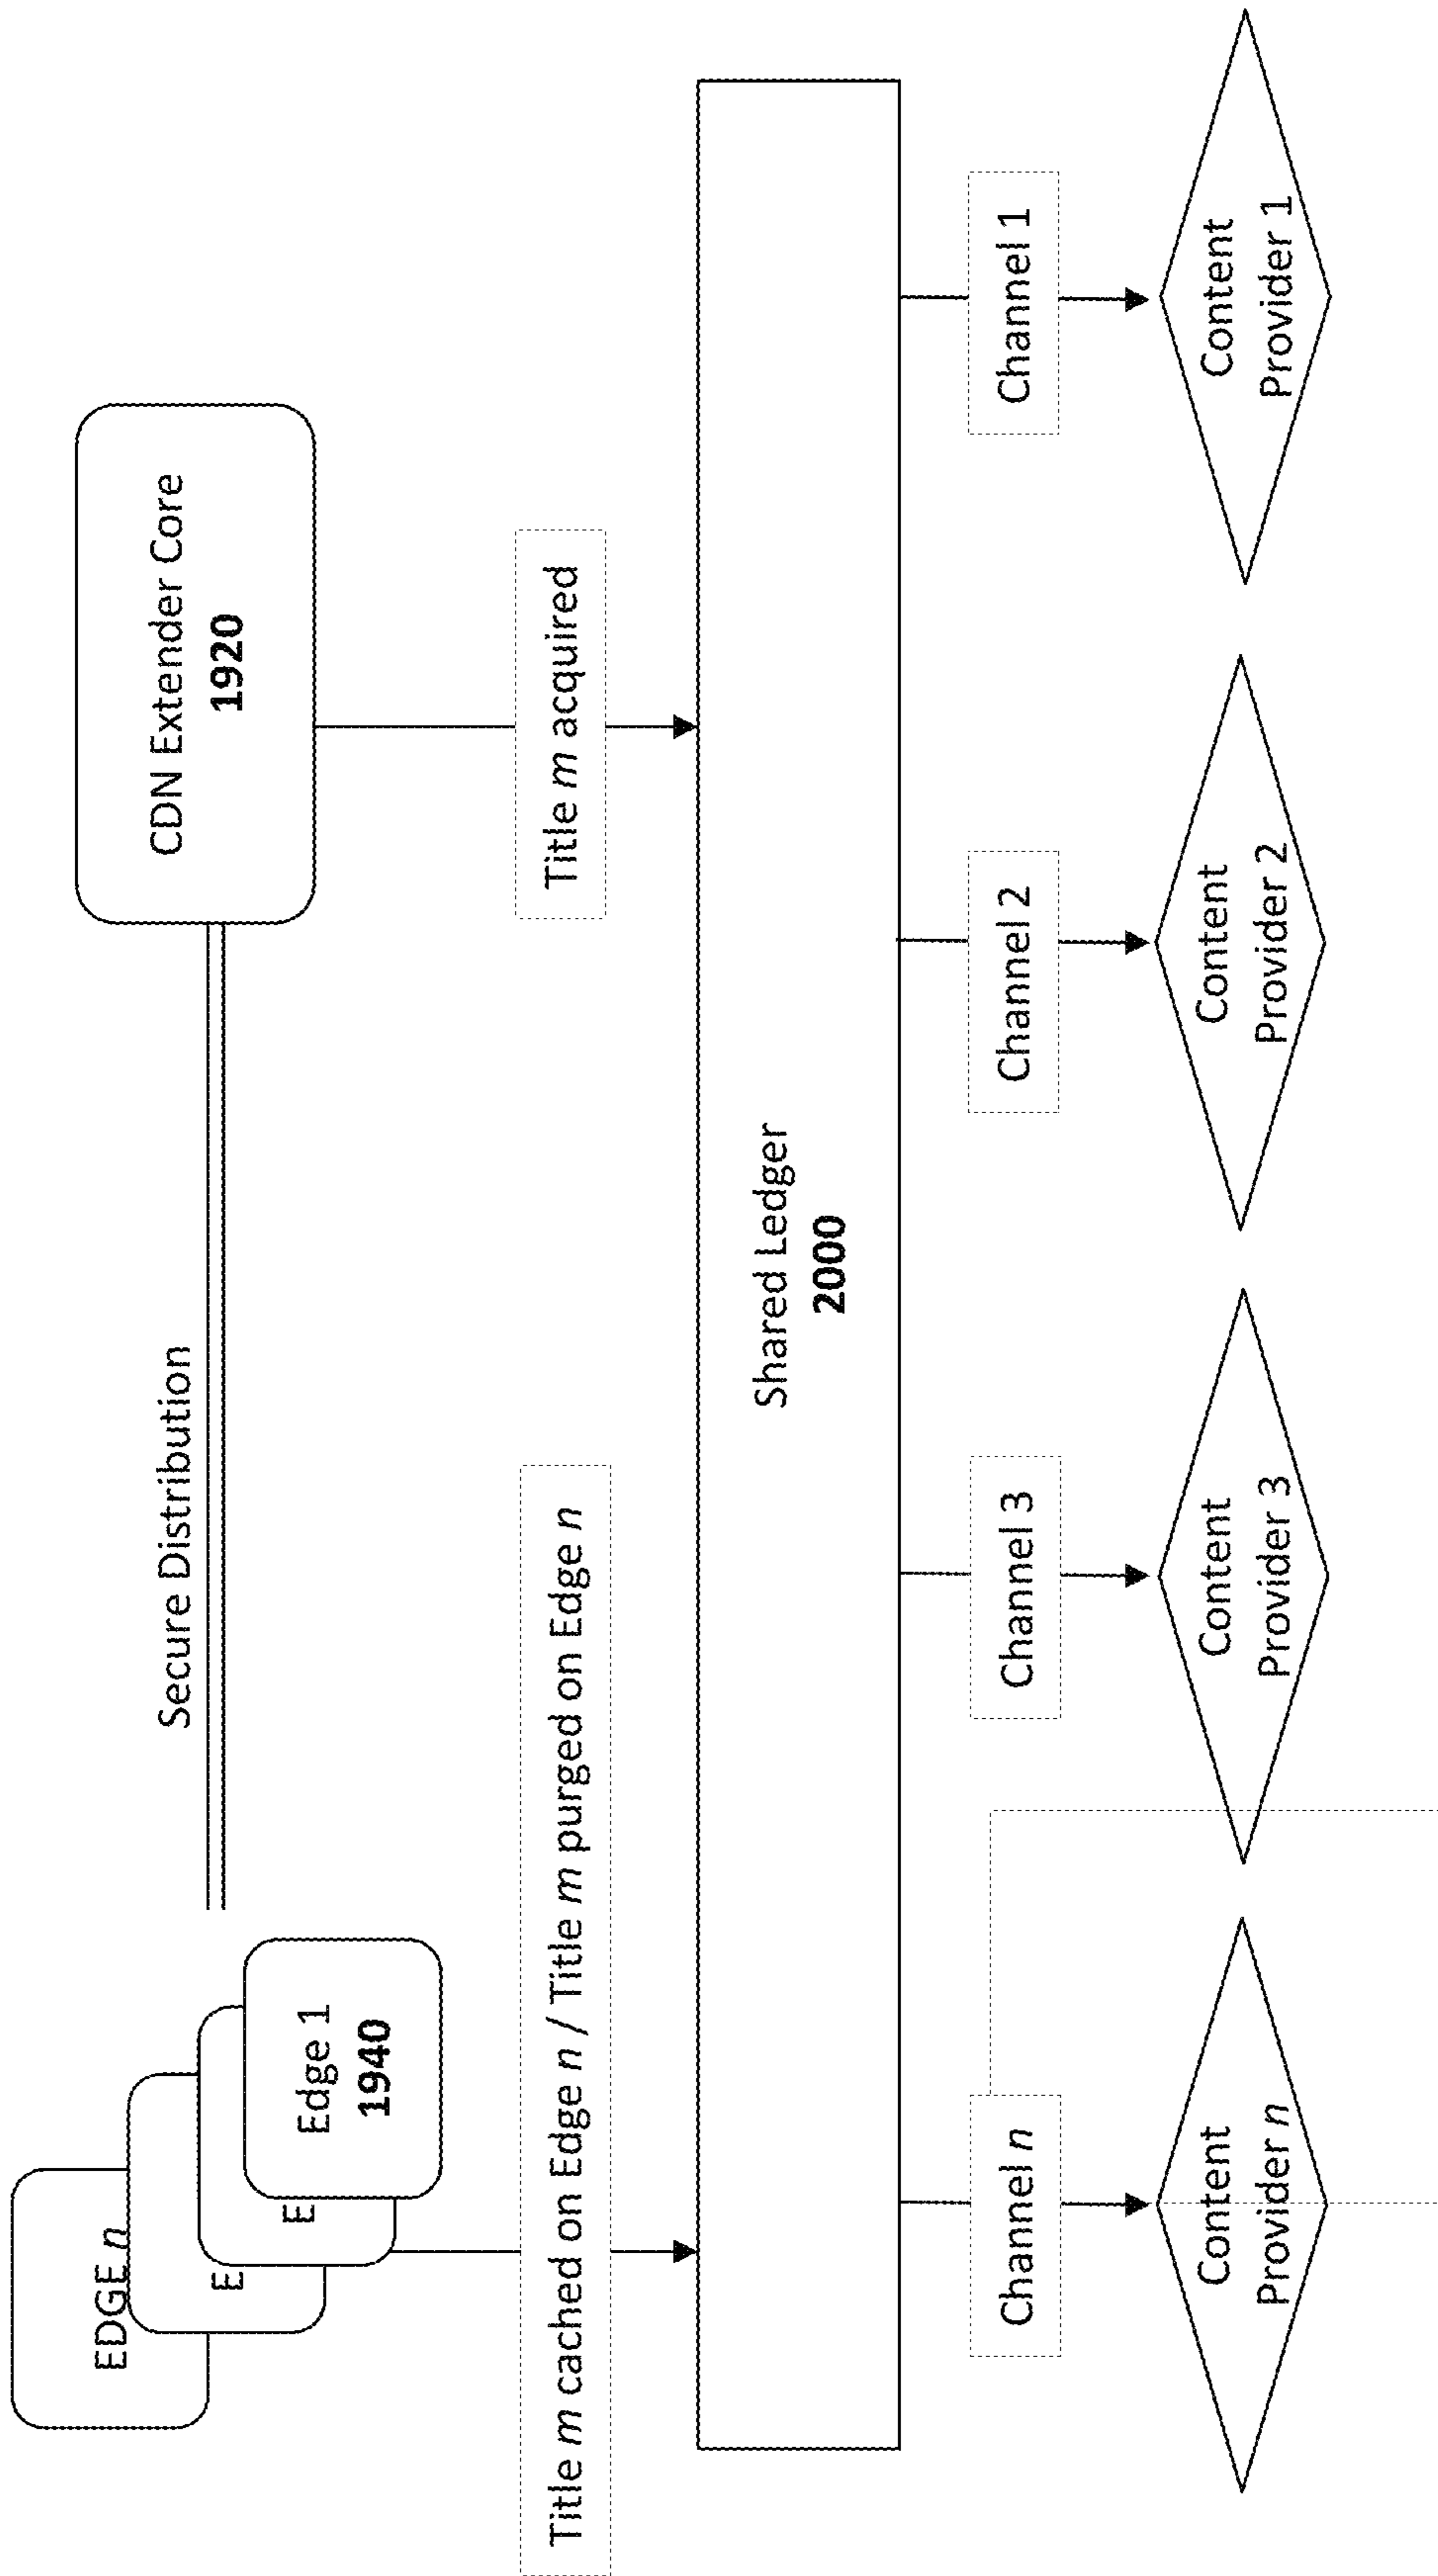 EDGE n
E
E
Edge 1
1940
Secure Distribution
CDN Extender Core
1920
Title m cached on Edge n / Title m purged on Edge n
Title m acquired
Shared Ledger
2000
Channel n
Channel 3
Channel 2
Channel 1
Content
Provider n
Content
Provider 3
Content
Provider 2
Content
Provider 1